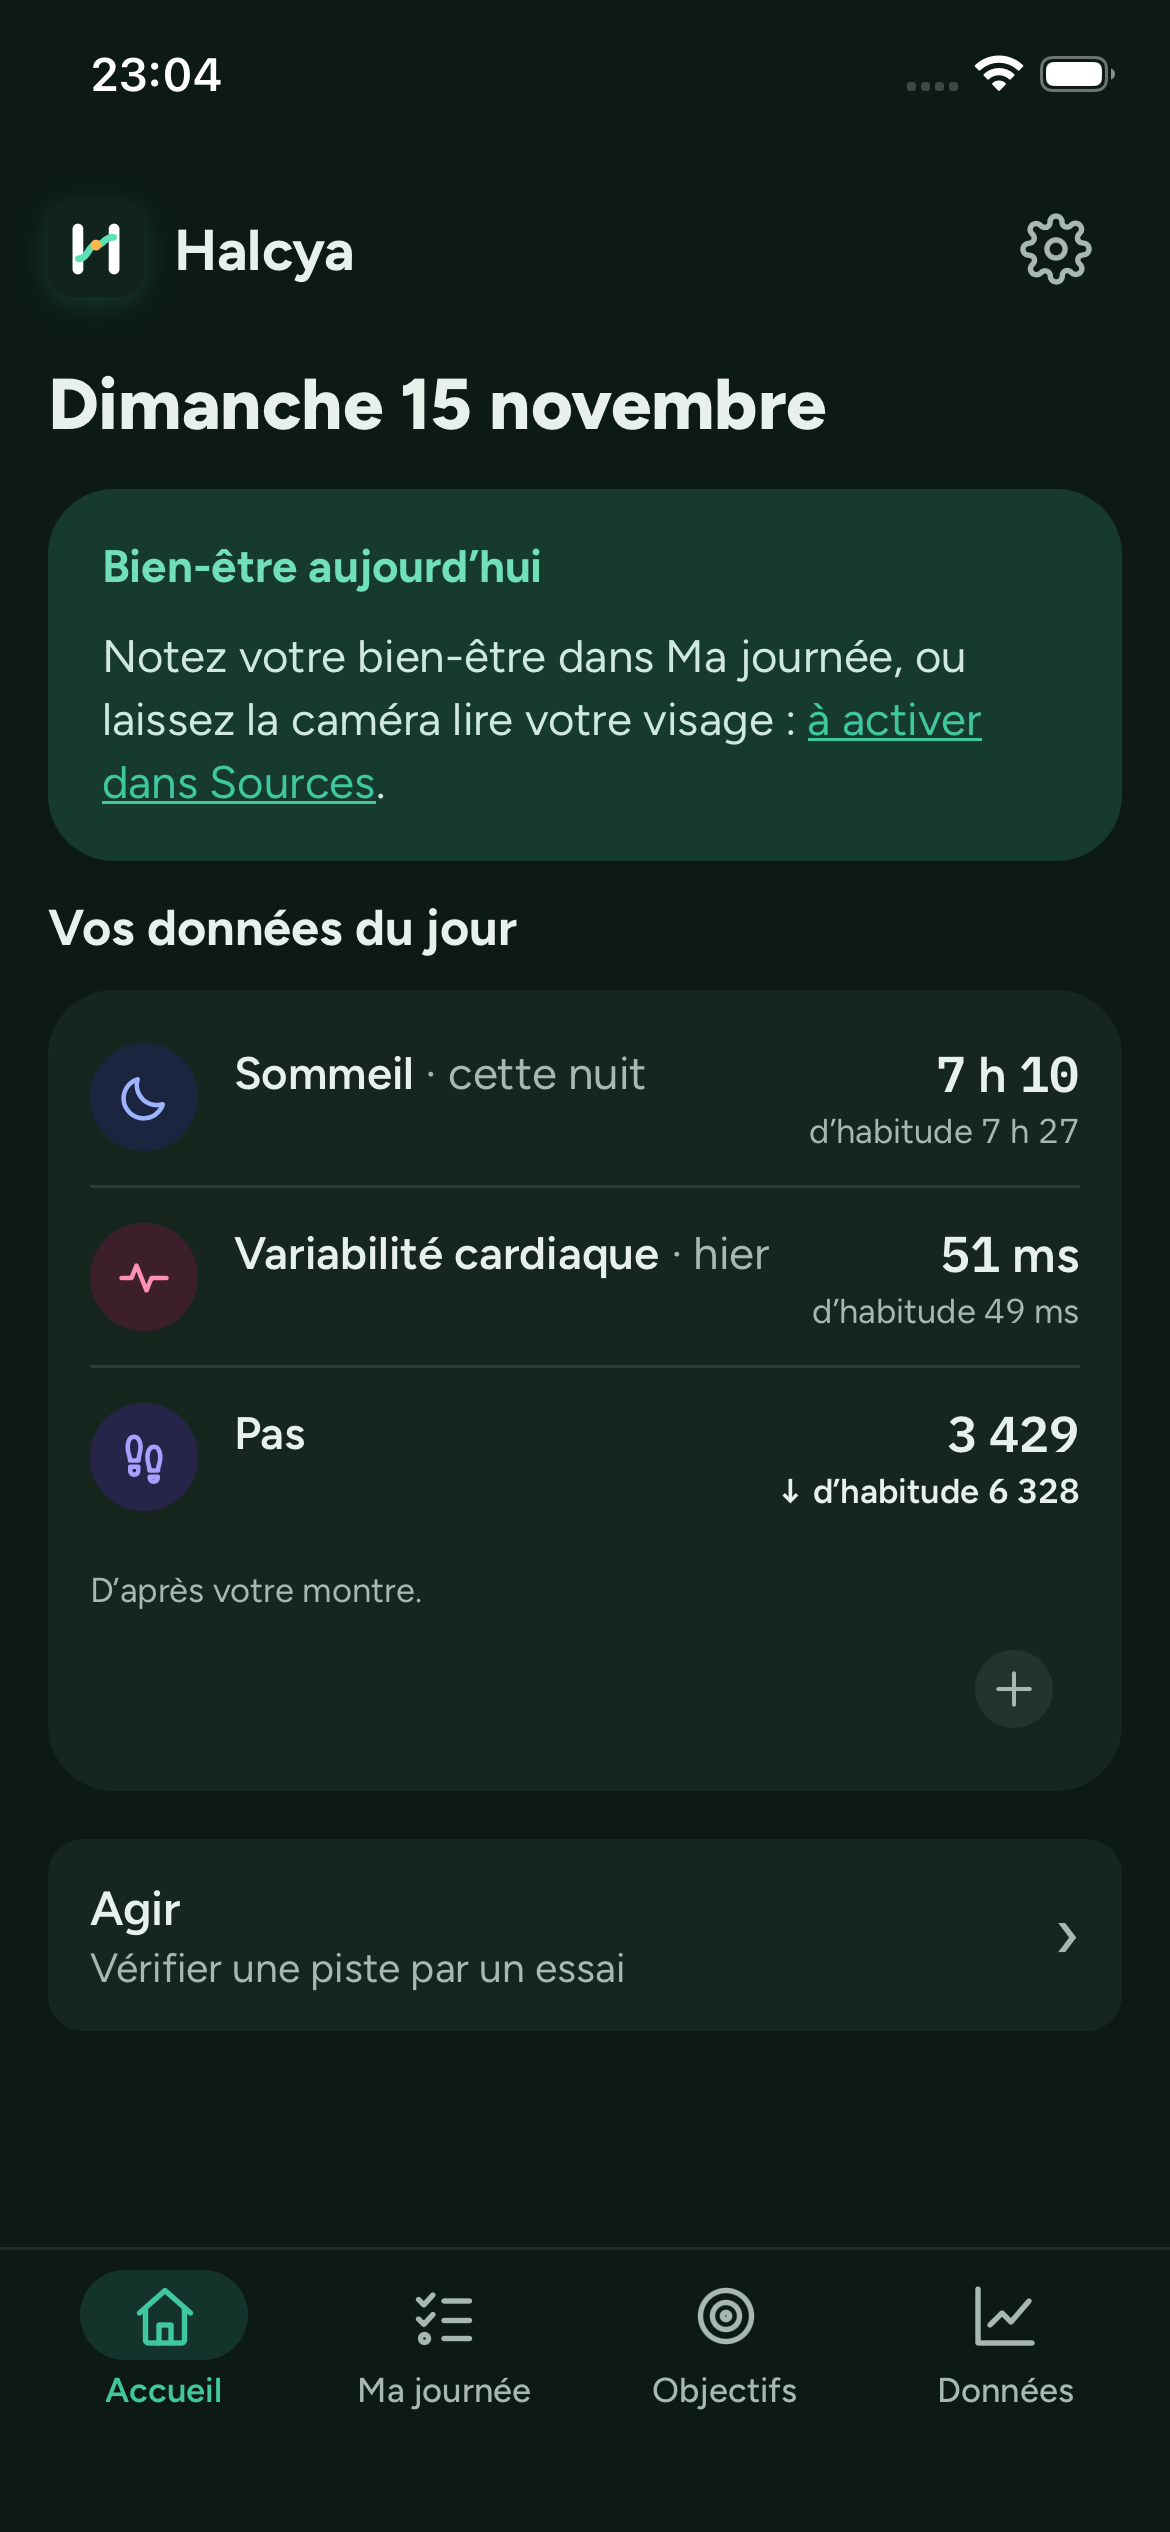 23:04
Halcya
Dimanche 15 novembre
Bien-être aujourd’hui
Notez votre bien-être dans Ma journée, ou
laissez la caméra lire votre visage : à activer
dans Sources.
Vos données du jour
Sommeil · cette nuit
7 h 10
d’habitude 7 h 27
Variabilité cardiaque · hier
51 ms
d’habitude 49 ms
Pas
3 429
↓ d’habitude 6 328
D’après votre montre.
Agir
Vérifier une piste par un essai
Accueil
Ma journée
Objectifs
Données